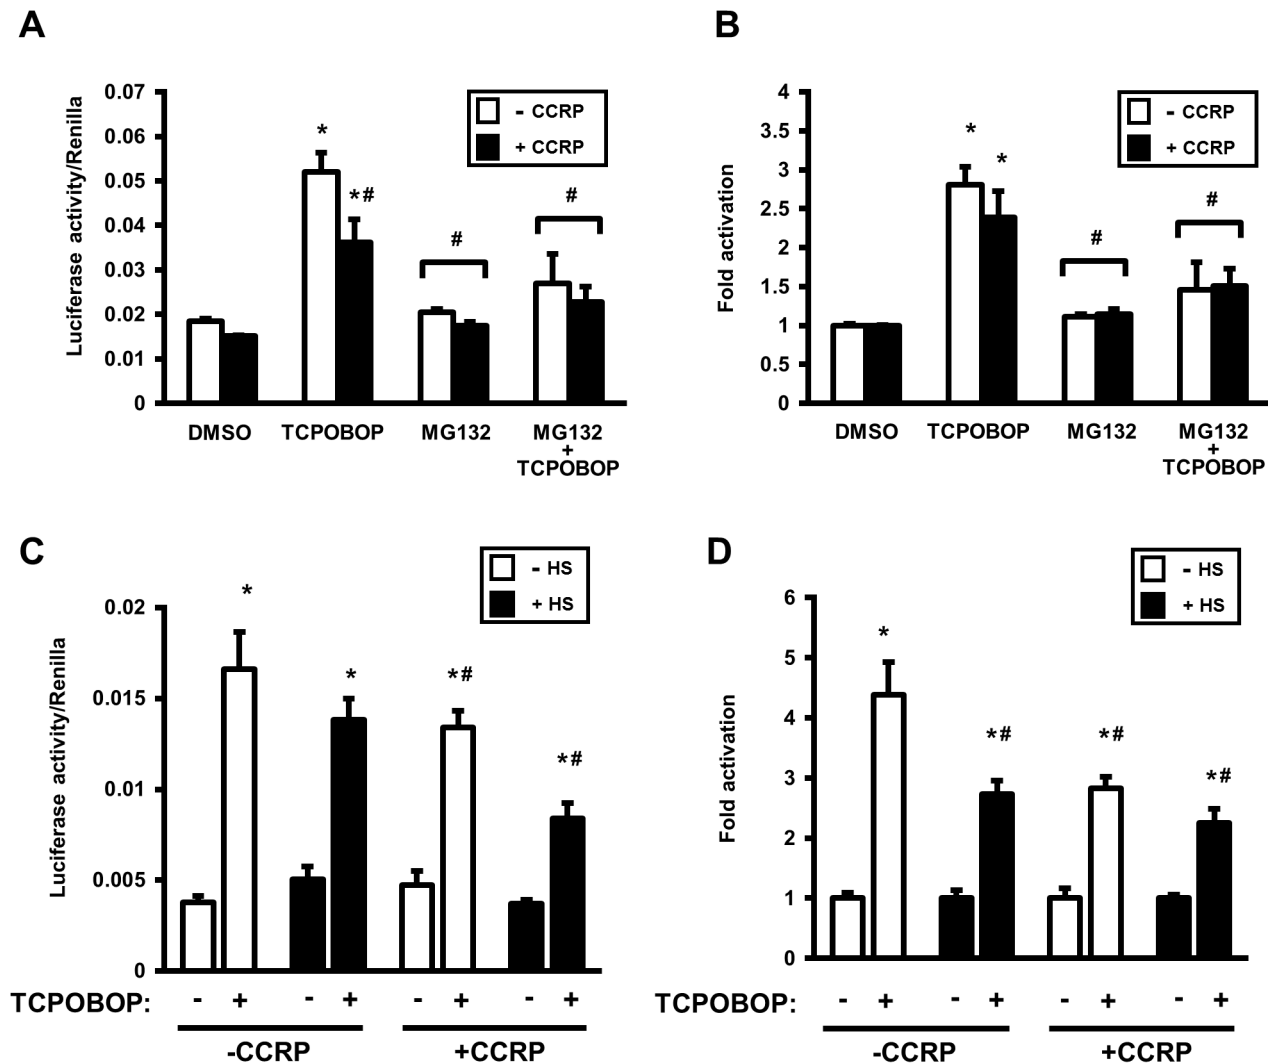 A
Luciferase activity/Renilla
0.07
0.06
0.05
0.04
0.03
0.02
0.01
0
- CCRP
+ CCRP
*
*#
#
#
DMSO
TCPOBOP
MG132
MG132
+
TCPOBOP
B
Fold activation
4
3.5
3
2.5
2
1.5
1
0.5
0
- CCRP
+ CCRP
*
*
#
#
DMSO
TCPOBOP
MG132
MG132
+
TCPOBOP
C
Luciferase activity/Renilla
0.02
0.015
0.01
0.005
0
- HS
+ HS
*
*
*#
*#
TCPOBOP: - + - + - + - +
-CCRP +CCRP
D
Fold activation
6
5
4
3
2
1
0
- HS
+ HS
*
*#
*#
*#
TCPOBOP: - + - + - + - +
-CCRP +CCRP